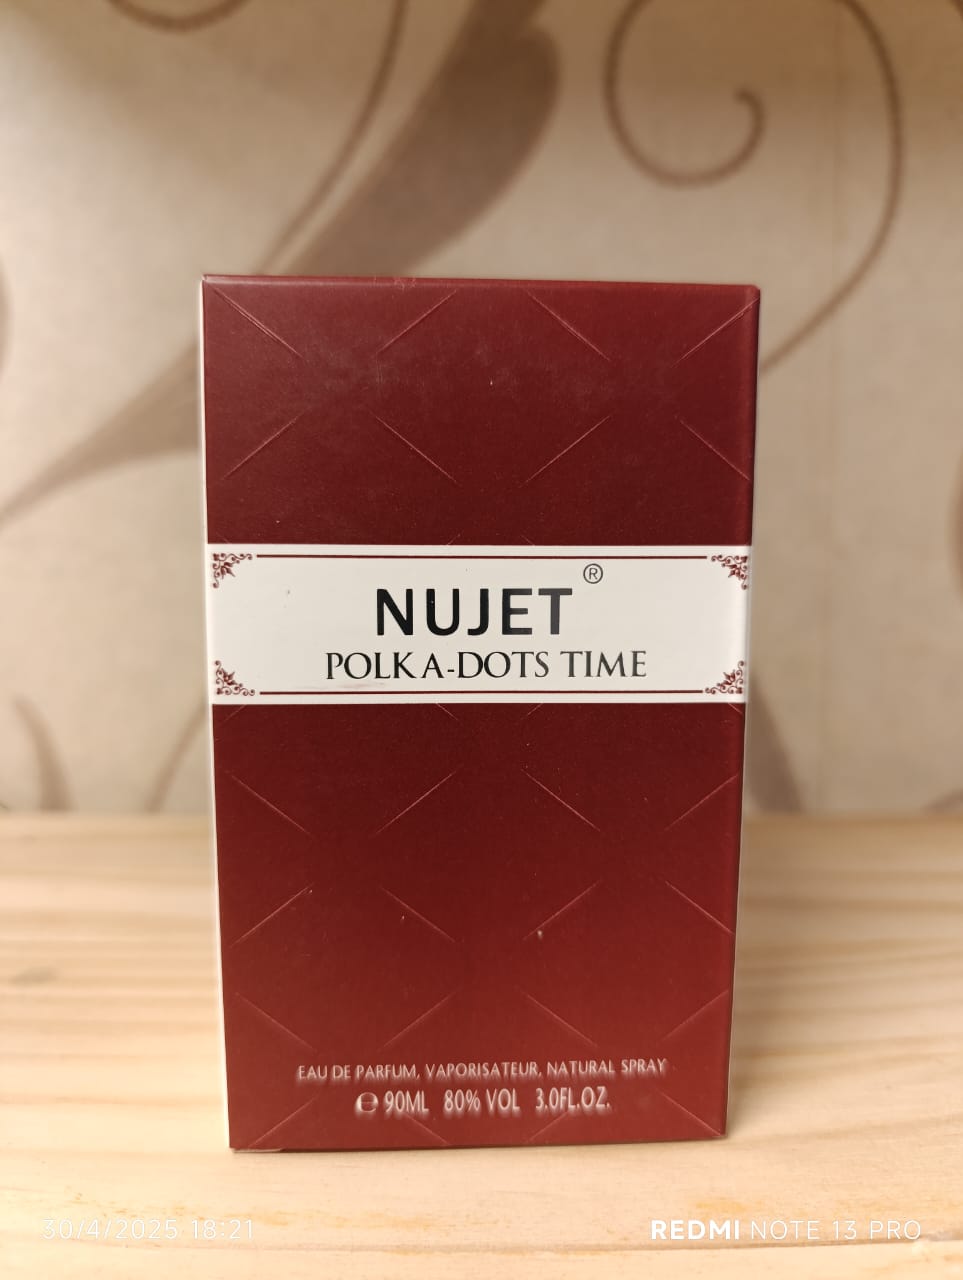 NUJET®
POLKA-DOTS TIME
EAU DE PARFUM, VAPORISATEUR, NATURAL SPRAY
℮ 90ML 80% VOL 3.0FL.OZ.
30/4/2025 18:21
REDMI NOTE 13 PRO